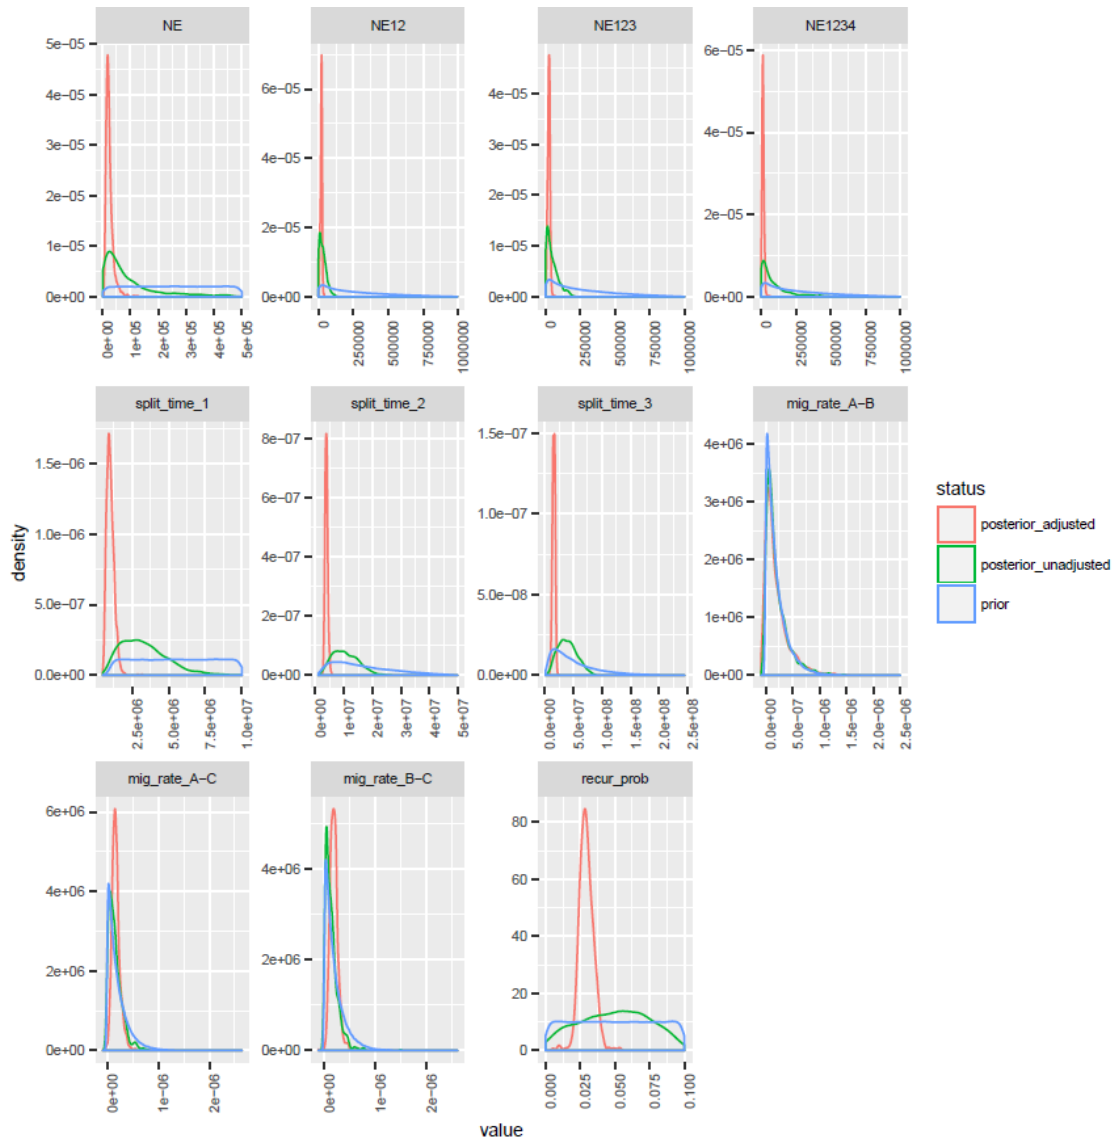 NE NE12 NE123 NE1234
5e−05 4e−05 3e−05 2e−05 1e−05 0e+00
6e−05 4e−05 2e−05 0e+00
4e−05 3e−05 2e−05 1e−05 0e+00
6e−05 4e−05 2e−05 0e+00
0e+00 1e+05 2e+05 3e+05 4e+05 5e+05
0 250000 500000 750000 1000000
0 250000 500000 750000 1000000
0 250000 500000 750000 1000000
split_time_1 split_time_2 split_time_3 mig_rate_A−B
1.5e−06 1.0e−06 5.0e−07 0.0e+00
8e−07 6e−07 4e−07 2e−07 0e+00
1.5e−07 1.0e−07 5.0e−08 0.0e+00
4e+06 3e+06 2e+06 1e+06 0e+00
2.5e+06 5.0e+06 7.5e+06 1.0e+07
0e+00 1e+07 2e+07 3e+07 4e+07 5e+07
0.0e+00 5.0e+07 1.0e+08 1.5e+08 2.0e+08 2.5e+08
0.0e+00 5.0e−07 1.0e−06 1.5e−06 2.0e−06 2.5e−06
density
status
posterior_adjusted
posterior_unadjusted
prior
mig_rate_A−C mig_rate_B−C recur_prob
6e+06 4e+06 2e+06 0e+00
4e+06 2e+06 0e+00
80 60 40 20 0
0e+00 1e−06 2e−06
0e+00 1e−06 2e−06
0.000 0.025 0.050 0.075 0.100
value